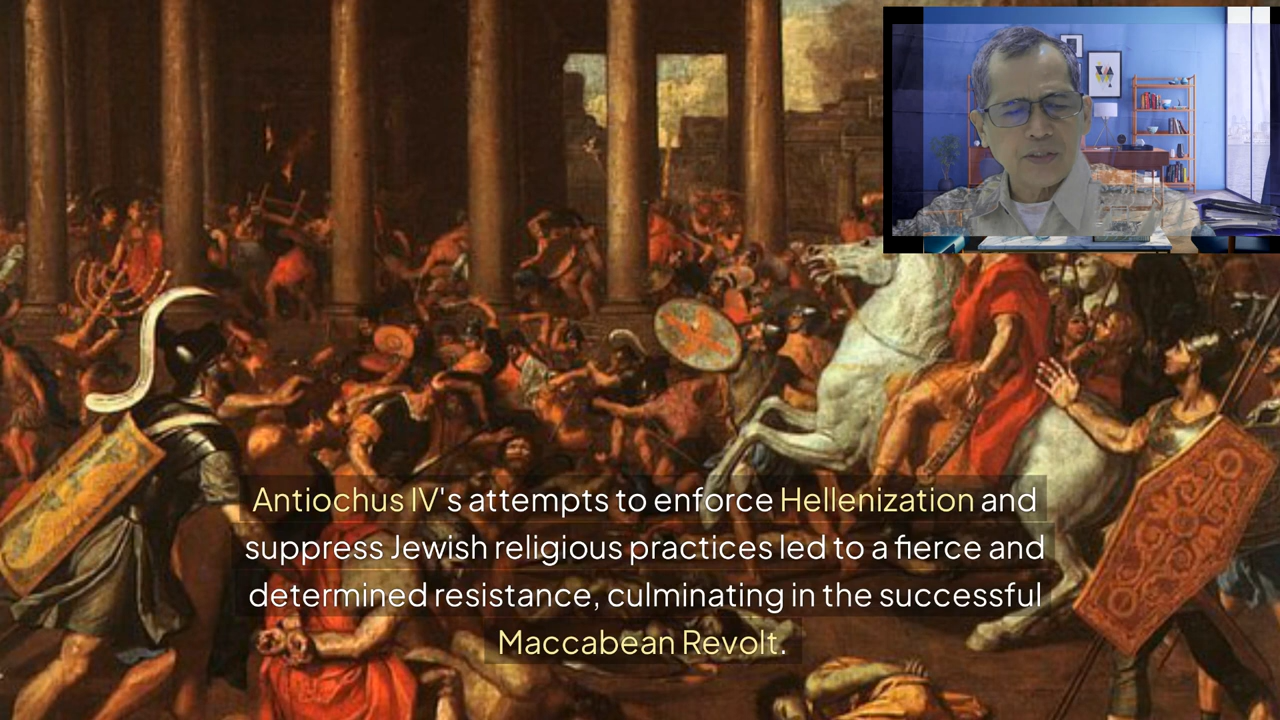 Antiochus IV's attempts to enforce Hellenization and
suppress Jewish religious practices led to a fierce and
determined resistance, culminating in the successful
Maccabean Revolt.